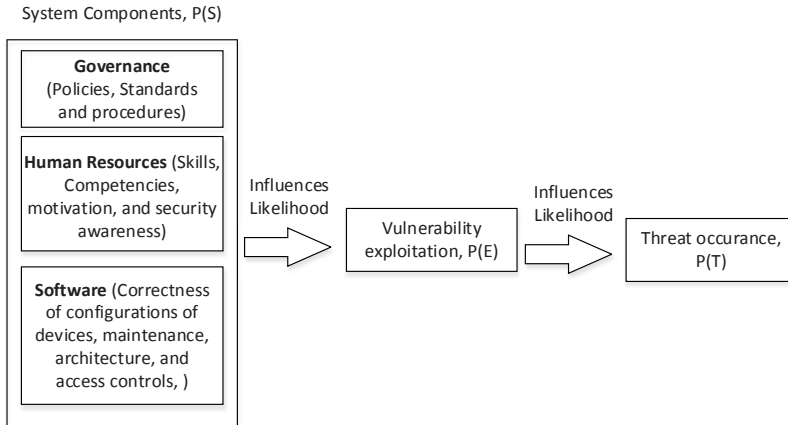 System Components, P(S)
Governance
(Policies, Standards
and procedures)
Human Resources (Skills,
Competencies,
motivation, and security
awareness)
Software (Correctness
of configurations of
devices, maintenance,
architecture, and
access controls, )
Influences
Likelihood
Vulnerability
exploitation, P(E)
Influences
Likelihood
Threat occurance,
P(T)